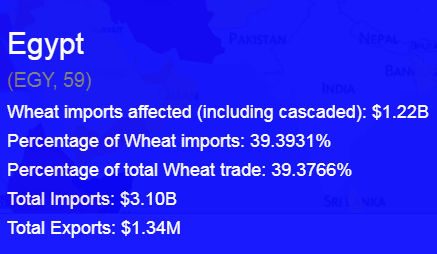 Egypt
PAKISTAN
NEPAL
(EGY, 59)
INDIA
Wheat imports affected (including cascaded): $1.22B
Percentage of Wheat imports: 39.3931%
Percentage of total Wheat trade: 39.3766%
Total Imports: $3.10B
Total Exports: $1.34M